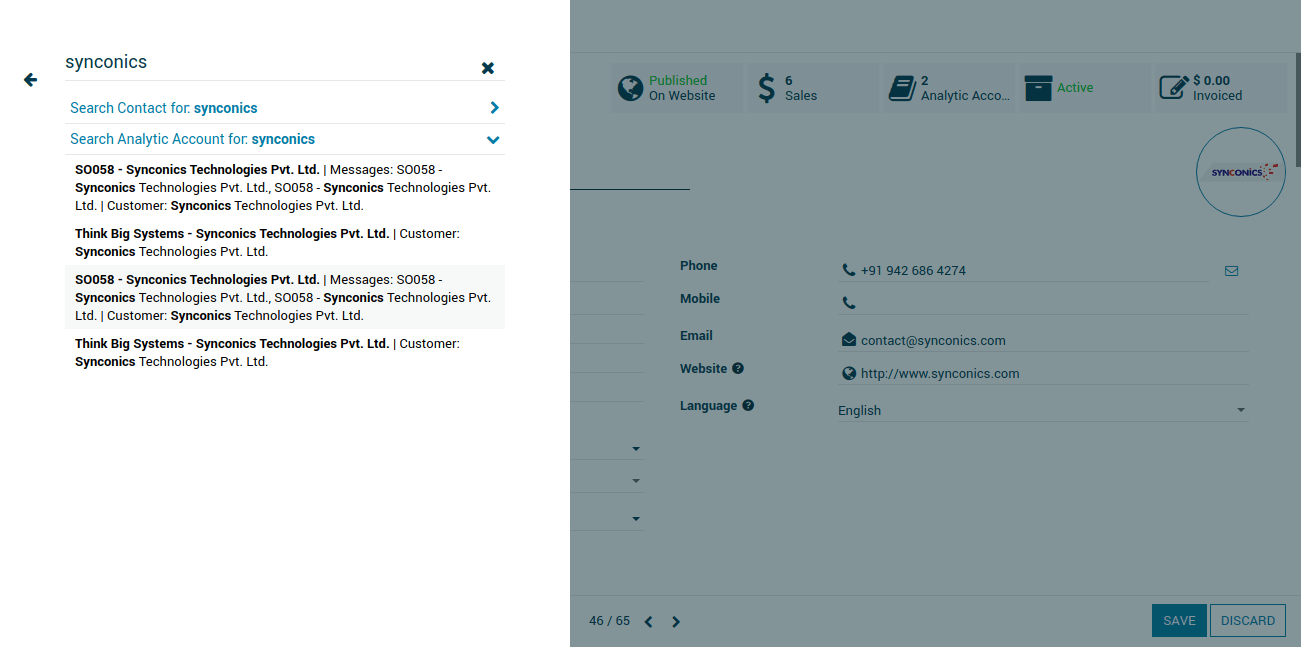 synconics
Search Contact for: synconics
Search Analytic Account for: synconics
SO058 - Synconics Technologies Pvt. Ltd. | Messages: SO058 -
Synconics Technologies Pvt. Ltd., SO058 - Synconics Technologies Pvt.
Ltd. | Customer: Synconics Technologies Pvt. Ltd.
Think Big Systems - Synconics Technologies Pvt. Ltd. | Customer:
Synconics Technologies Pvt. Ltd.
SO058 - Synconics Technologies Pvt. Ltd. | Messages: SO058 -
Synconics Technologies Pvt. Ltd., SO058 - Synconics Technologies Pvt.
Ltd. | Customer: Synconics Technologies Pvt. Ltd.
Think Big Systems - Synconics Technologies Pvt. Ltd. | Customer:
Synconics Technologies Pvt. Ltd.
Published
On Website
6
Sales
2
Analytic Acco...
Active
$ 0.00
Invoiced
SYNCONICS
Phone
+91 942 686 4274
Mobile
Email
contact@synconics.com
Website
http://www.synconics.com
Language
English
46 / 65
SAVE
DISCARD